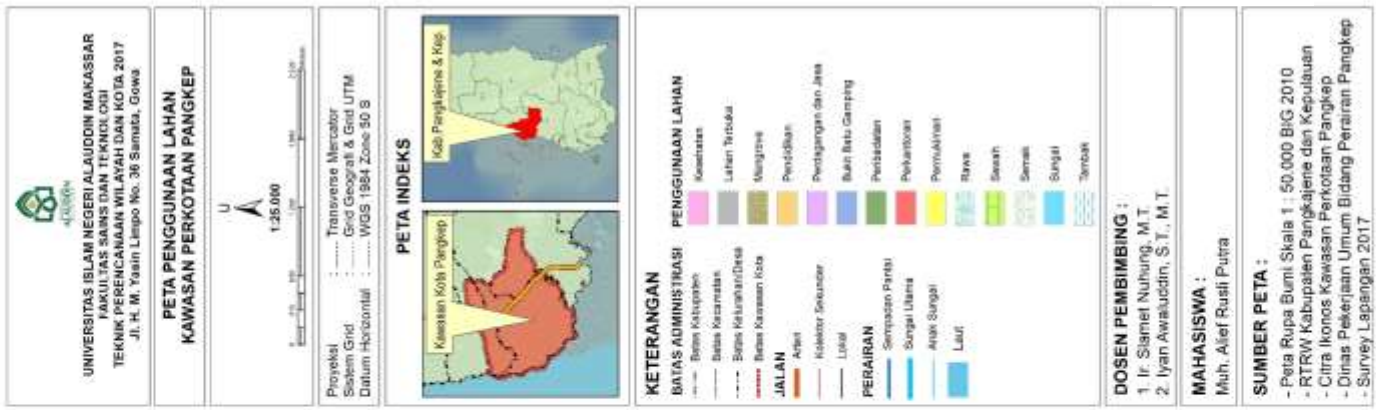 ALAUDDIN
UNIVERSITAS ISLAM NEGERI ALAUDDIN MAKASSAR
FAKULTAS SAINS DAN TEKNOLOGI
TEKNIK PERENCANAAN WILAYAH DAN KOTA 2017
Jl. H. M. Yasin Limpo No. 36 Samata, Gowa
PETA PENGGUNAAN LAHAN
KAWASAN PERKOTAAN PANGKEP
U
1:25.000
Proyeksi : ........ Transverse Mercator
Sistem Grid : ........ Grid Geografi & Grid UTM
Datum Horizontal : ........ WGS 1984 Zone 50 S
PETA INDEKS
Kawasan Kota Pangkep
Kab Pangkajene & Kep.
KETERANGAN
BATAS ADMINISTRASI
Batas Kabupaten
Batas Kecamatan
Batas Kelurahan/Desa
Batas Kawasan Kota
JALAN
Arteri
Kolektor Sekunder
Lokal
PERAIRAN
Sempadan Pantai
Sungai Utama
Anak Sungai
Laut
PENGGUNAAN LAHAN
Kesehatan
Lahan Terbuka
Mangrove
Pendidikan
Perdagangan dan Jasa
Bukit Batu Gamping
Peribadatan
Perkantoran
Permukiman
Rawa
Sawah
Semak
Sungai
Tambak
DOSEN PEMBIMBING :
1. Ir. Slamet Nuhung, M.T.
2. Iyan Awaluddin, S.T., M.T.
MAHASISWA :
Muh. Alief Rusli Putra
SUMBER PETA :
- Peta Rupa Bumi Skala 1 : 50.000 BIG 2010
- RTRW Kabupaten Pangkajene dan Kepulauan
- Citra Ikonos Kawasan Perkotaan Pangkep
- Dinas Pekerjaan Umum Bidang Perairan Pangkep
- Survey Lapangan 2017